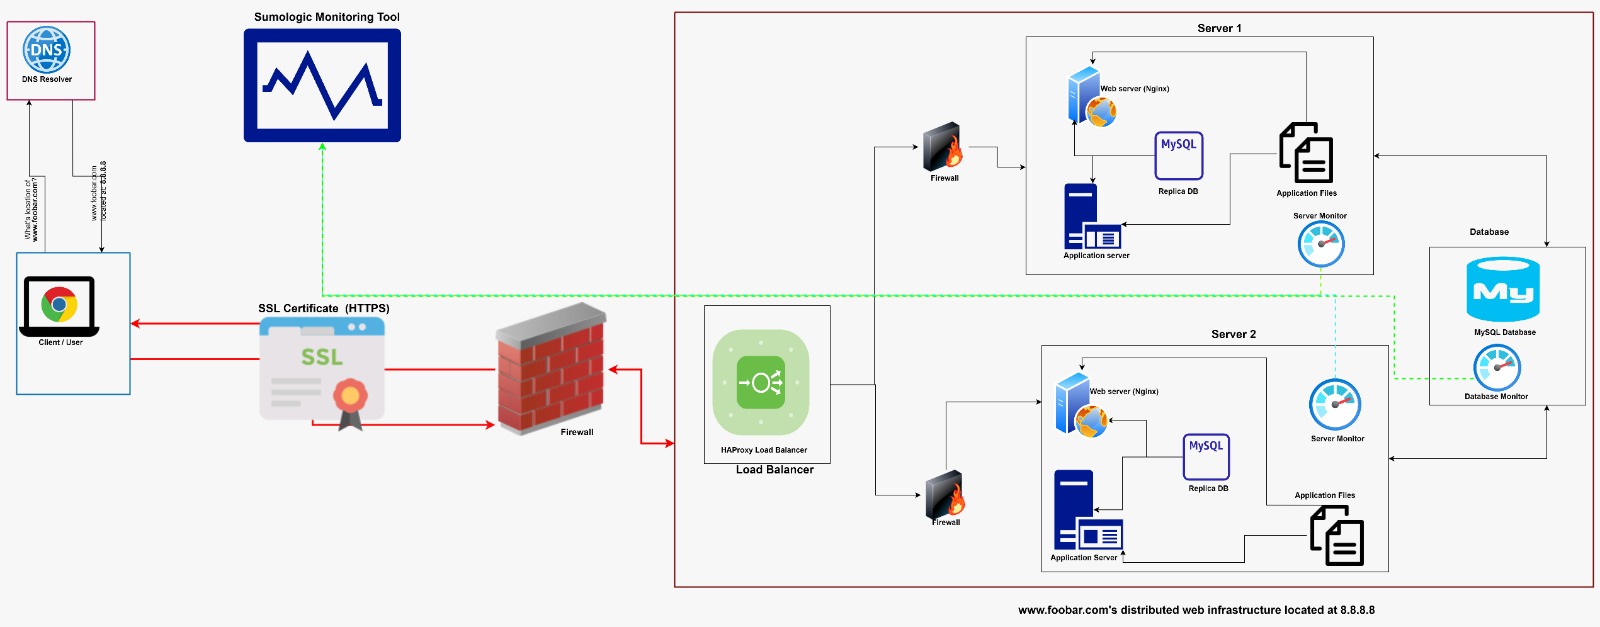 DNS
DNS Resolver
What's location of
www.foobar.com?
www.foobar.com
located at: 8.8.8.8
Client / User
Sumologic Monitoring Tool
SSL Certificate (HTTPS)
SSL
Firewall
HAProxy Load Balancer
Load Balancer
Firewall
Firewall
Server 1
Web server (Nginx)
MySQL
Replica DB
Application Files
Server Monitor
Application server
Server 2
Web server (Nginx)
MySQL
Replica DB
Server Monitor
Application Files
Application Server
Database
My
MySQL Database
Database Monitor
www.foobar.com's distributed web infrastructure located at 8.8.8.8